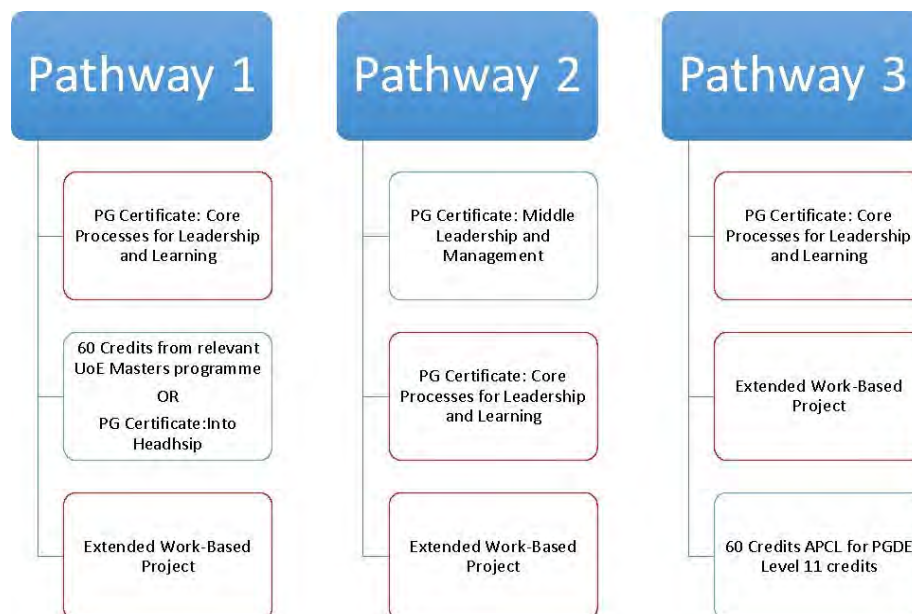 Pathway 1
PG Certificate: Core
Processes for Leadership
and Learning
60 Credits from relevant
UoE Masters programme
OR
PG Certificate:Into
Headhsip
Extended Work-Based
Project
Pathway 2
PG Certificate: Middle
Leadership and
Management
PG Certificate: Core
Processes for Leadership
and Learning
Extended Work-Based
Project
Pathway 3
PG Certificate: Core
Processes for Leadership
and Learning
Extended Work-Based
Project
60 Credits APCL for PGDE
Level 11 credits